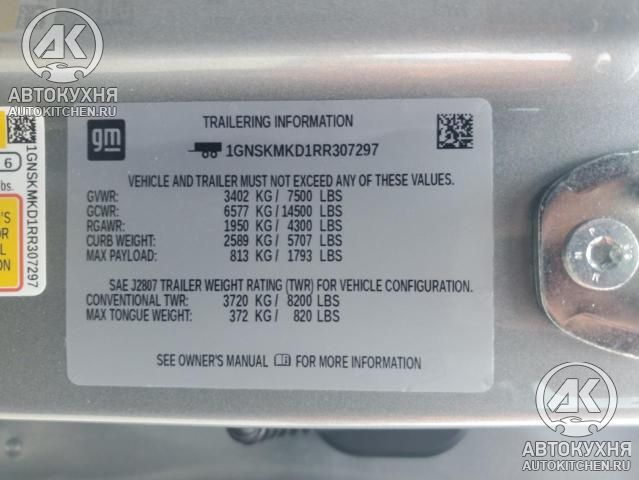 АК
АВТОКУХНЯ
AUTOKITCHEN.RU
6
lbs.
1GNSKMKD1RR307297
gm
TRAILERING INFORMATION
1GNSKMKD1RR307297
VEHICLE AND TRAILER MUST NOT EXCEED ANY OF THESE VALUES.
GVWR: 3402 KG / 7500 LBS
GCWR: 6577 KG / 14500 LBS
RGAWR: 1950 KG / 4300 LBS
CURB WEIGHT: 2589 KG / 5707 LBS
MAX PAYLOAD: 813 KG / 1793 LBS
SAE J2807 TRAILER WEIGHT RATING (TWR) FOR VEHICLE CONFIGURATION.
CONVENTIONAL TWR: 3720 KG / 8200 LBS
MAX TONGUE WEIGHT: 372 KG / 820 LBS
SEE OWNER'S MANUAL FOR MORE INFORMATION
АК
АВТОКУХНЯ
AUTOKITCHEN.RU